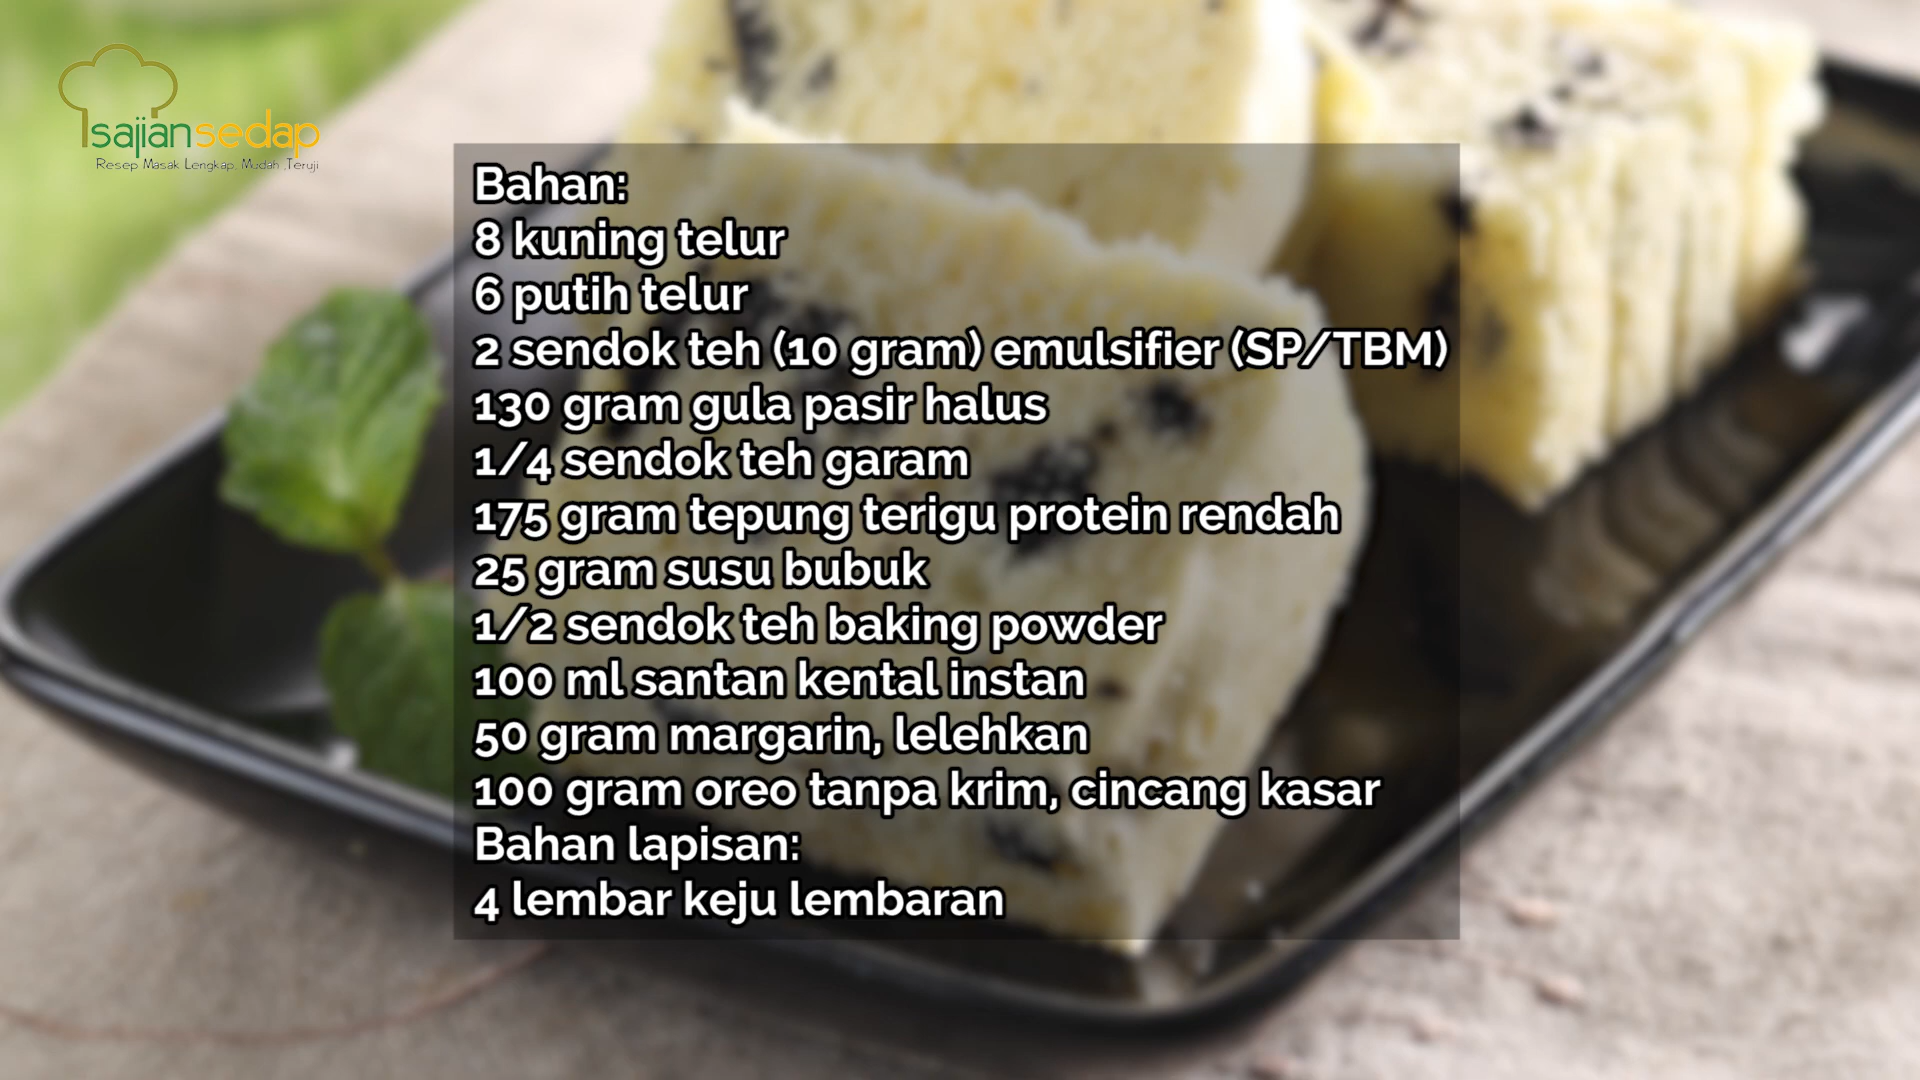 sajiansedap
Resep Masak Lengkap, Mudah ,Teruji
Bahan:
8 kuning telur
6 putih telur
2 sendok teh (10 gram) emulsifier (SP/TBM)
130 gram gula pasir halus
1/4 sendok teh garam
175 gram tepung terigu protein rendah
25 gram susu bubuk
1/2 sendok teh baking powder
100 ml santan kental instan
50 gram margarin, lelehkan
100 gram oreo tanpa krim, cincang kasar
Bahan lapisan:
4 lembar keju lembaran